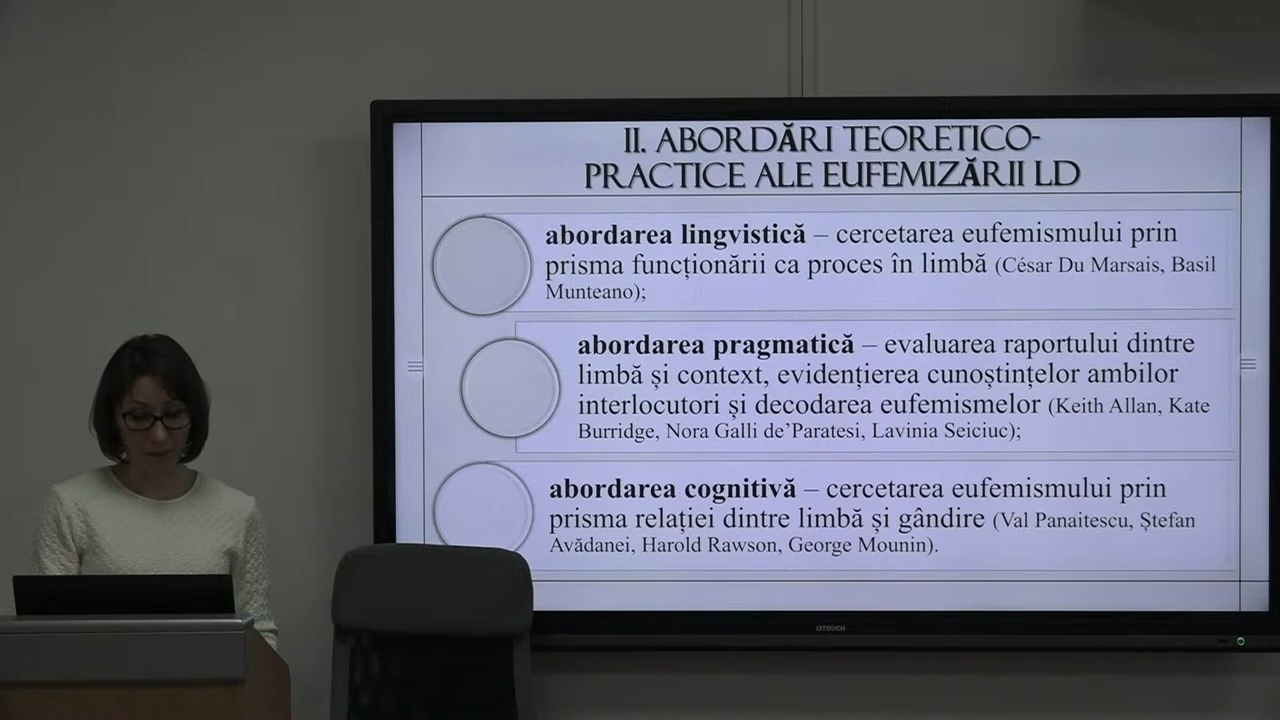 II. ABORDĂRI TEORETICO-
PRACTICE ALE EUFEMIZĂRII LD
abordarea lingvistică – cercetarea eufemismului prin
prisma funcționării ca proces în limbă (César Du Marsais, Basil
Munteano);
abordarea pragmatică – evaluarea raportului dintre
limbă și context, evidențierea cunoștințelor ambilor
interlocutori și decodarea eufemismelor (Keith Allan, Kate
Burridge, Nora Galli de’Paratesi, Lavinia Seiciuc);
abordarea cognitivă – cercetarea eufemismului prin
prisma relației dintre limbă și gândire (Val Panaitescu, Ștefan
Avădanei, Harold Rawson, George Mounin).
i3TOUCH